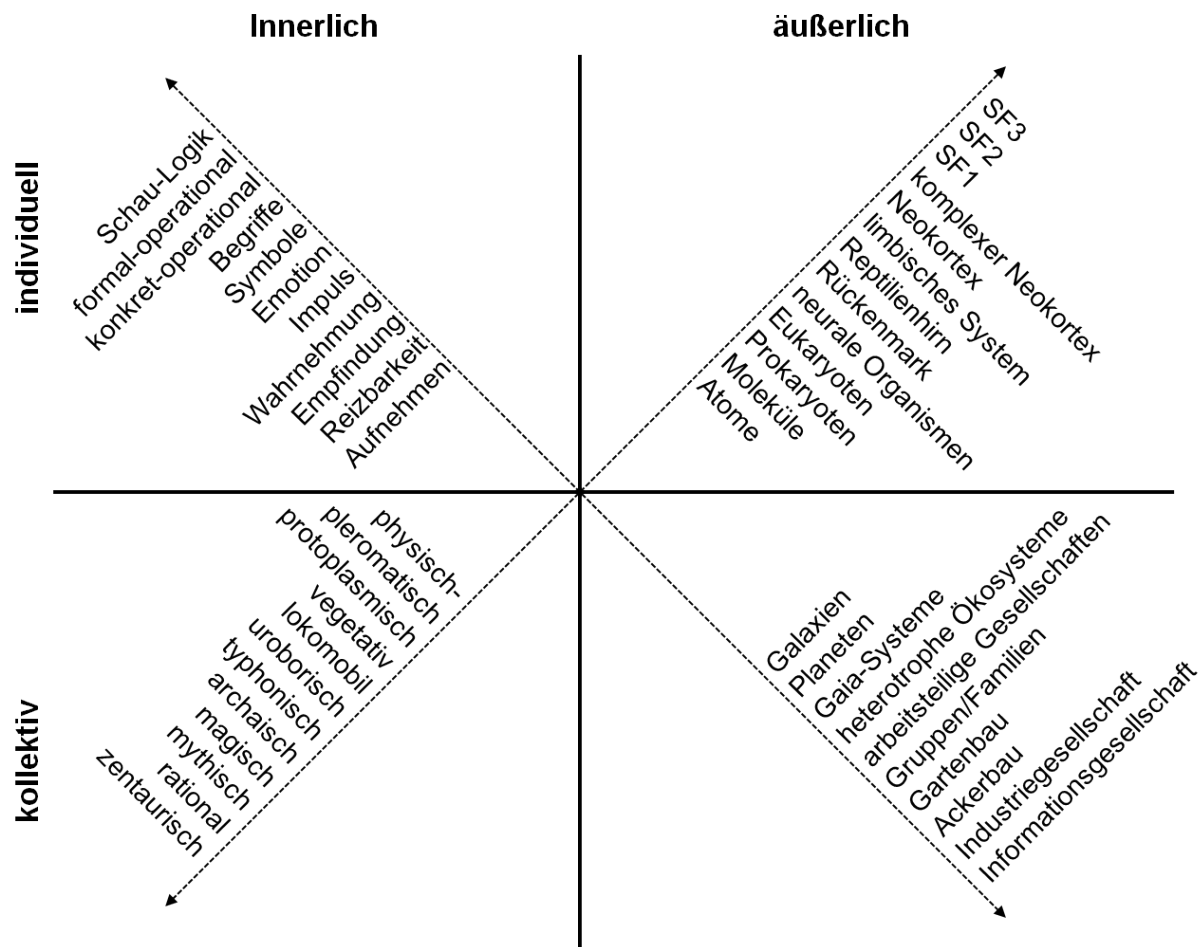 Innerlich
äußerlich
individuell
kollektiv
Schau-Logik
formal-operational
konkret-operational
Begriffe
Symbole
Emotion
Impuls
Wahrnehmung
Empfindung
Reizbarkeit
Aufnehmen
SF3
SF2
SF1
komplexer Neokortex
Neokortex
limbisches System
Reptilienhirn
Rückenmark
neurale Organismen
Eukaryoten
Prokaryoten
Moleküle
Atome
physisch-
pleromatisch
protoplasmisch
vegetativ
lokomobil
uroborisch
typhonisch
archaisch
magisch
mythisch
rational
zentaurisch
Galaxien
Planeten
Gaia-Systeme
heterotrophe Ökosysteme
arbeitsteilige Gesellschaften
Gruppen/Familien
Gartenbau
Ackerbau
Industriegesellschaft
Informationsgesellschaft